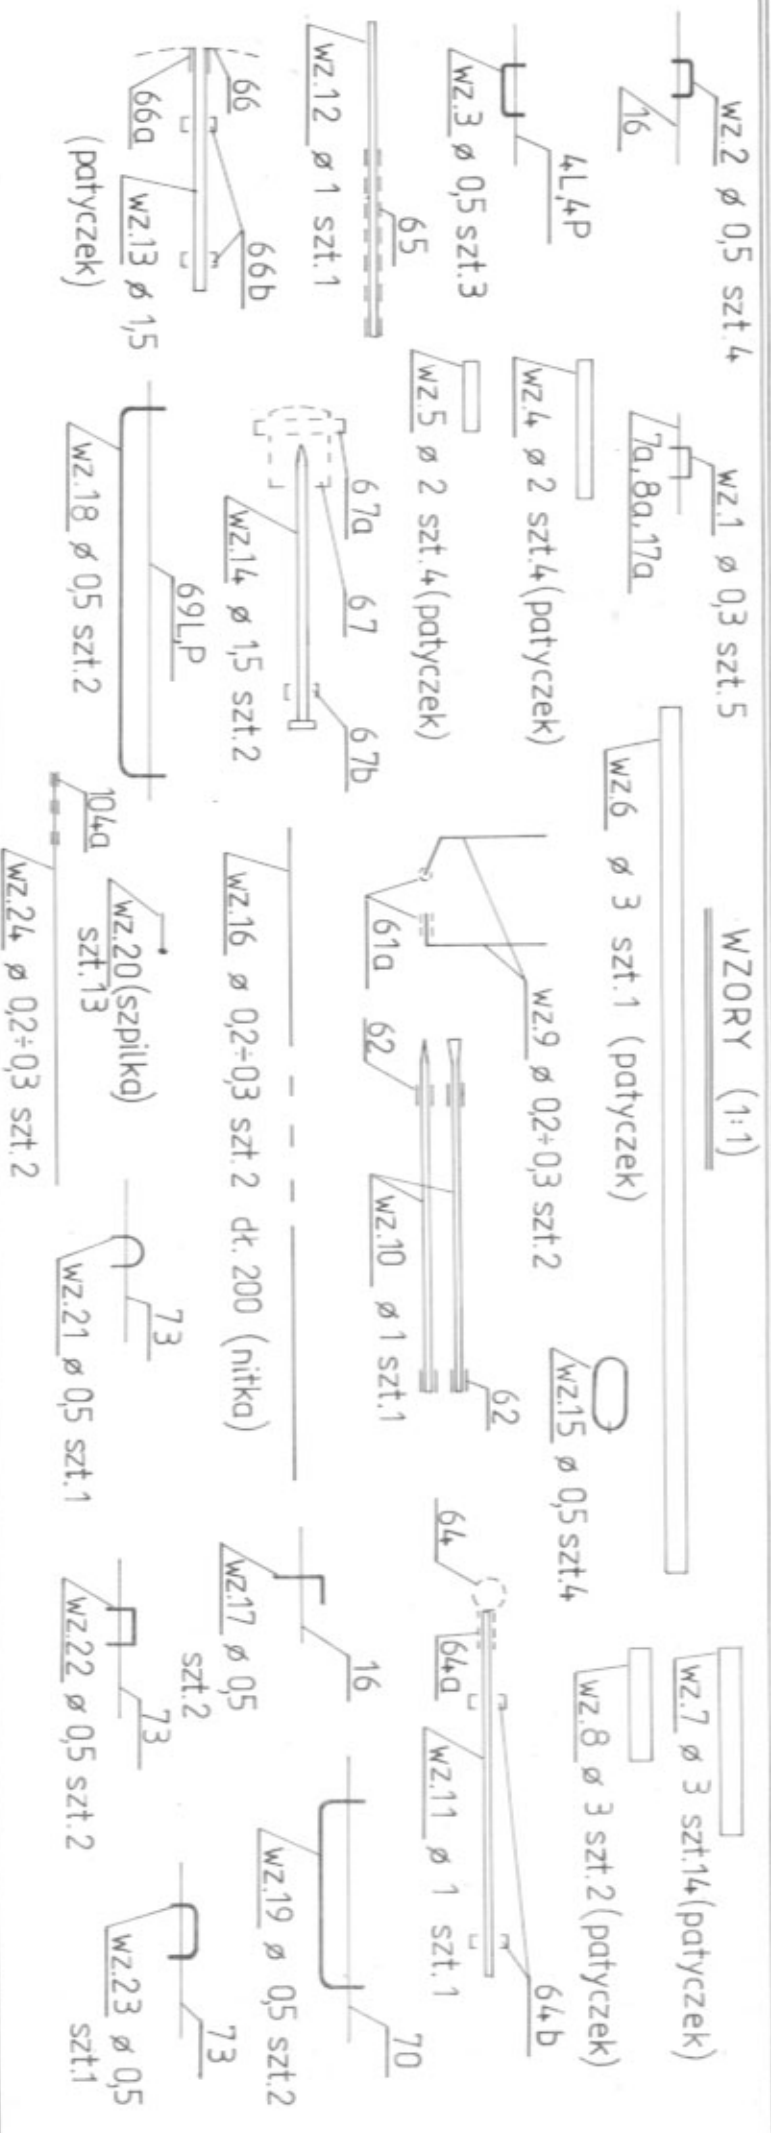 WZORY (1:1)
wz.2 ø 0,5 szt.4
16
wz.1 ø 0,3 szt.5
7a,8a,17a
wz.6 ø 3 szt.1 (patyczek)
wz.7 ø 3 szt.14(patyczek)
wz.8 ø 3 szt.2(patyczek)
4L,4P
wz.3 ø 0,5 szt.3
wz.4 ø 2 szt.4(patyczek)
wz.5 ø 2 szt.4(patyczek)
wz.9 ø 0,2÷0,3 szt.2
61a
wz.15 ø 0,5 szt.4
62
62
wz.10 ø 1 szt.1
64
64a
64b
wz.11 ø 1 szt.1
65
wz.12 ø 1 szt.1
66
66a
66b
wz.13 ø 1,5
(patyczek)
67a
67
67b
wz.14 ø 1,5 szt.2
wz.16 ø 0,2÷0,3 szt.2 dł. 200 (nitka)
16
wz.17 ø 0,5
szt.2
70
wz.19 ø 0,5 szt.2
69L,P
wz.18 ø 0,5 szt.2
104a
wz.20(szpilka)
szt.13
wz.24 ø 0,2÷0,3 szt.2
73
wz.21 ø 0,5 szt.1
73
wz.22 ø 0,5 szt.2
73
wz.23 ø 0,5
szt.1